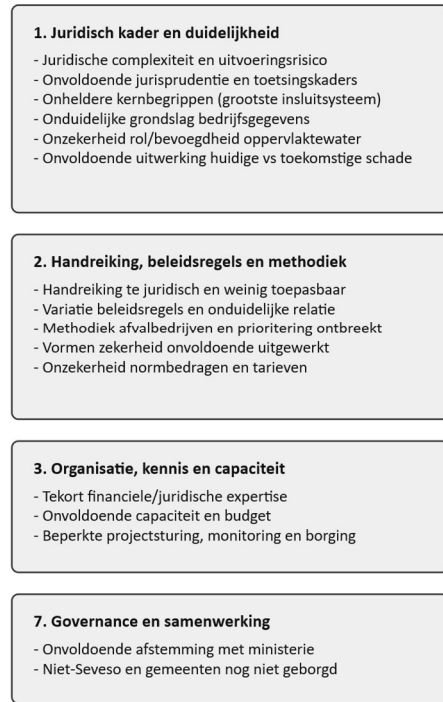 1. Juridisch kader en duidelijkheid
- Juridische complexiteit en uitvoeringsrisico
- Onvoldoende jurisprudentie en toetsingskaders
- Onheldere kernbegrippen (grootste insluitsysteem)
- Onduidelijke grondslag bedrijfsgegevens
- Onzekerheid rol/bevoegdheid oppervlaktewater
- Onvoldoende uitwerking huidige vs toekomstige schade
2. Handreiking, beleidsregels en methodiek
- Handreiking te juridisch en weinig toepasbaar
- Variatie beleidsregels en onduidelijke relatie
- Methodiek afvalbedrijven en prioritering ontbreekt
- Vormen zekerheid onvoldoende uitgewerkt
- Onzekerheid normbedragen en tarieven
3. Organisatie, kennis en capaciteit
- Tekort financiele/juridische expertise
- Onvoldoende capaciteit en budget
- Beperkte projectsturing, monitoring en borging
7. Governance en samenwerking
- Onvoldoende afstemming met ministerie
- Niet-Seveso en gemeenten nog niet geborgd